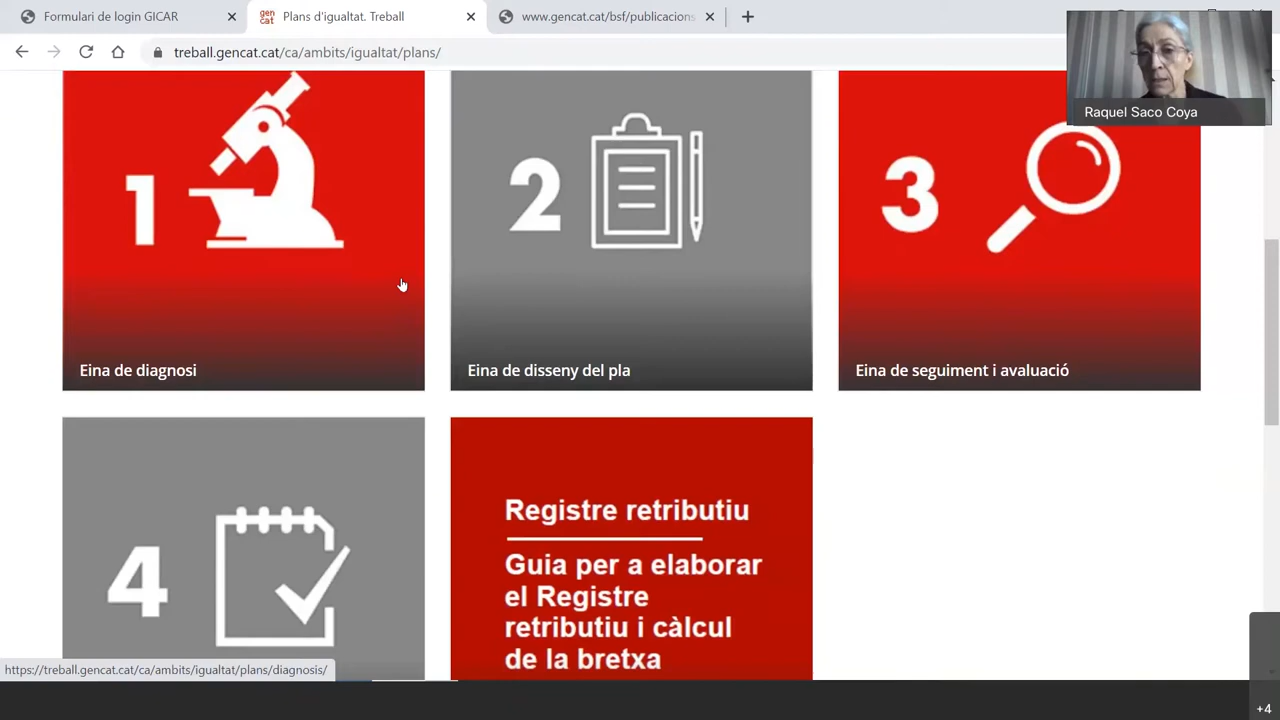 Formulari de login GICAR
gen
cat
Plans d'igualtat. Treball
www.gencat.cat/bsf/publicacions
treball.gencat.cat/ca/ambits/igualtat/plans/
Raquel Saco Coya
1
2
3
Eina de diagnosi
Eina de disseny del pla
Eina de seguiment i avaluació
4
Registre retributiu
Guia per a elaborar
el Registre
retributiu i càlcul
de la bretxa
https://treball.gencat.cat/ca/ambits/igualtat/plans/diagnosis/
+4